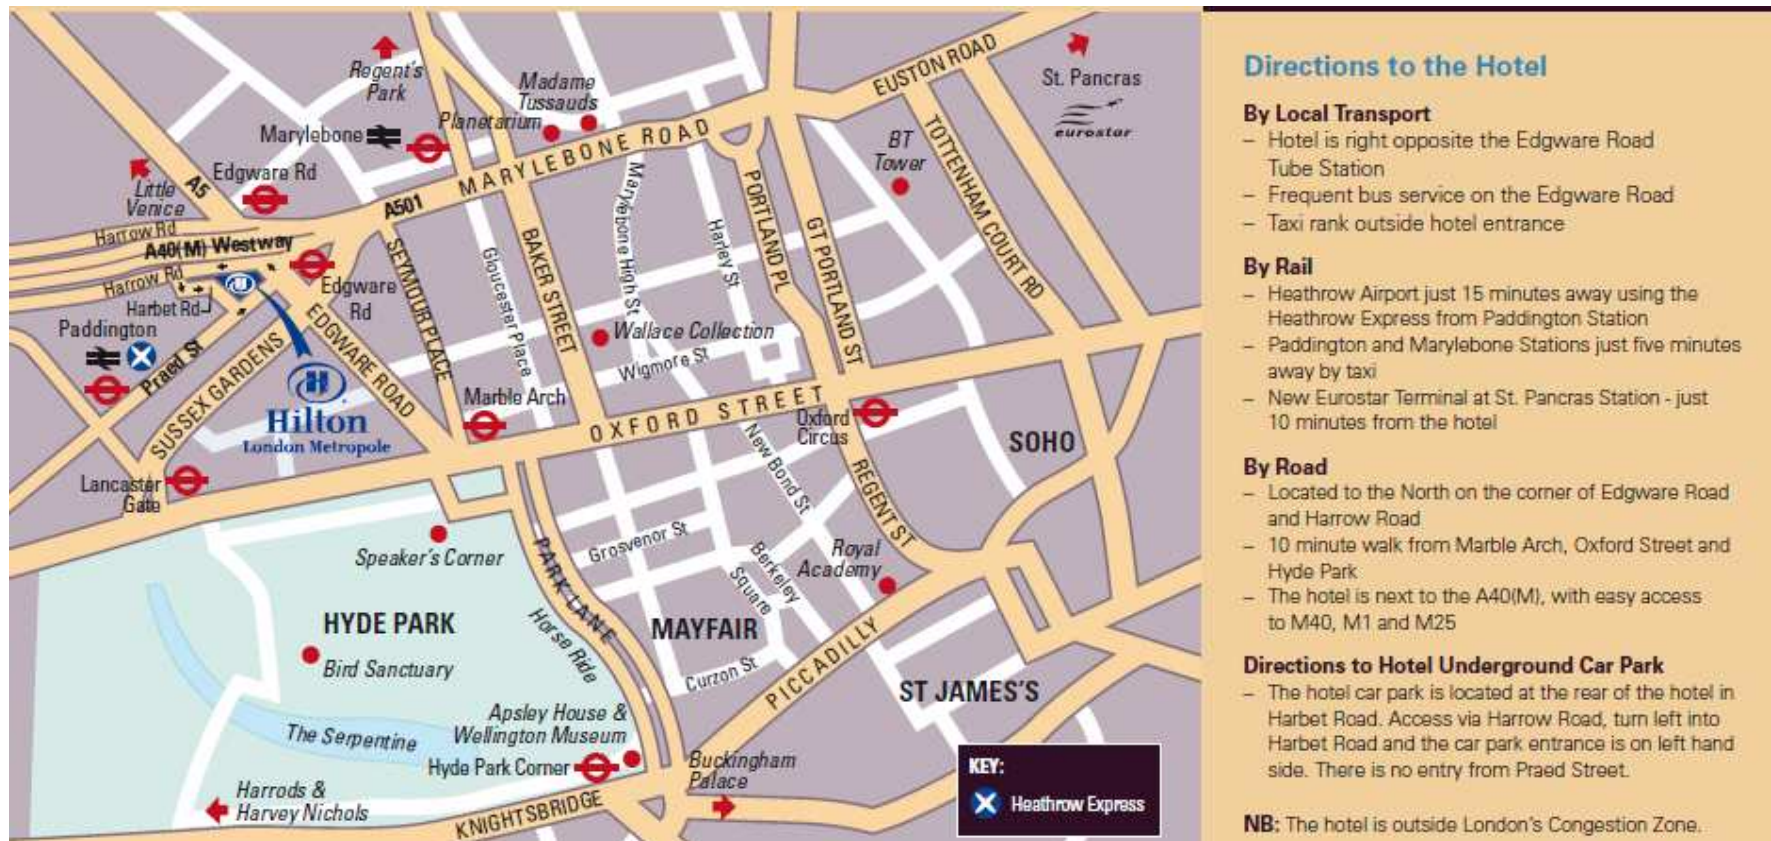 Regent's
Park
Madame
Tussauds
Planetarium
Marylebone
Edgware Rd
A5
Little
Venice
Harrow Rd
A40(M) Westway
A501
MARYLEBONE ROAD
EUSTON ROAD
St. Pancras
eurostar
BT
Tower
TOTTENHAM COURT RD
PORTLAND PL
GT PORTLAND ST
Harley St
Marylebone High St
BAKER STREET
Gloucester Place
SEYMOUR PLACE
Harrow Rd
Harbet Rd
Edgware
Rd
EDGWARE ROAD
Paddington
Praed St
SUSSEX GARDENS
H
Hilton
London Metropole
Wallace Collection
Wigmore St
Marble Arch
OXFORD STREET
Oxford
Circus
SOHO
Lancaster
Gate
New Bond St
REGENT ST
Speaker's Corner
Grosvenor St
Berkeley
Square
Royal
Academy
PARK LANE
Horse Ride
HYDE PARK
MAYFAIR
Bird Sanctuary
Curzon St
PICCADILLY
ST JAMES'S
The Serpentine
Apsley House &
Wellington Museum
Hyde Park Corner
Buckingham
Palace
Harrods &
Harvey Nichols
KNIGHTSBRIDGE
KEY:
Heathrow Express
Directions to the Hotel
By Local Transport
– Hotel is right opposite the Edgware Road
Tube Station
– Frequent bus service on the Edgware Road
– Taxi rank outside hotel entrance
By Rail
– Heathrow Airport just 15 minutes away using the
Heathrow Express from Paddington Station
– Paddington and Marylebone Stations just five minutes
away by taxi
– New Eurostar Terminal at St. Pancras Station - just
10 minutes from the hotel
By Road
– Located to the North on the corner of Edgware Road
and Harrow Road
– 10 minute walk from Marble Arch, Oxford Street and
Hyde Park
– The hotel is next to the A40(M), with easy access
to M40, M1 and M25
Directions to Hotel Underground Car Park
– The hotel car park is located at the rear of the hotel in
Harbet Road. Access via Harrow Road, turn left into
Harbet Road and the car park entrance is on left hand
side. There is no entry from Praed Street.
NB: The hotel is outside London's Congestion Zone.